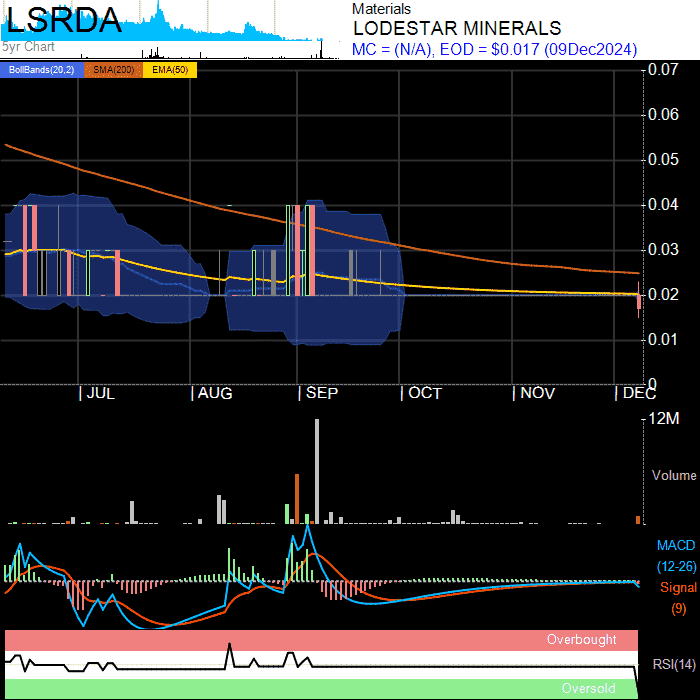 LSRDA
5yr Chart
Materials
LODESTAR MINERALS
MC = (N/A), EOD = $0.017 (09Dec2024)
BollBands(20,2) SMA(200) EMA(50)
0.07
0.06
0.05
0.04
0.03
0.02
0.01
0
JUL AUG SEP OCT NOV DEC
12M
Volume
MACD
(12-26)
Signal
(9)
Overbought
RSI(14)
Oversold